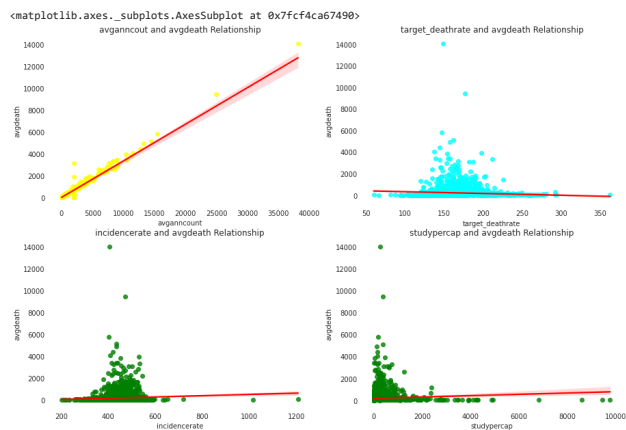 <matplotlib.axes._subplots.AxesSubplot at 0x7fcf4ca67490>
avganncout and avgdeath Relationship
14000
12000
10000
8000
6000
4000
2000
0
avgdeath
0 5000 10000 15000 20000 25000 30000 35000 40000
avganncount
target_deathrate and avgdeath Relationship
14000
12000
10000
8000
6000
4000
2000
0
avgdeath
50 100 150 200 250 300 350
target_deathrate
incidencerate and avgdeath Relationship
14000
12000
10000
8000
6000
4000
2000
0
avgdeath
200 400 600 800 1000 1200
incidencerate
studypercap and avgdeath Relationship
14000
12000
10000
8000
6000
4000
2000
0
avgdeath
0 2000 4000 6000 8000 10000
studypercap